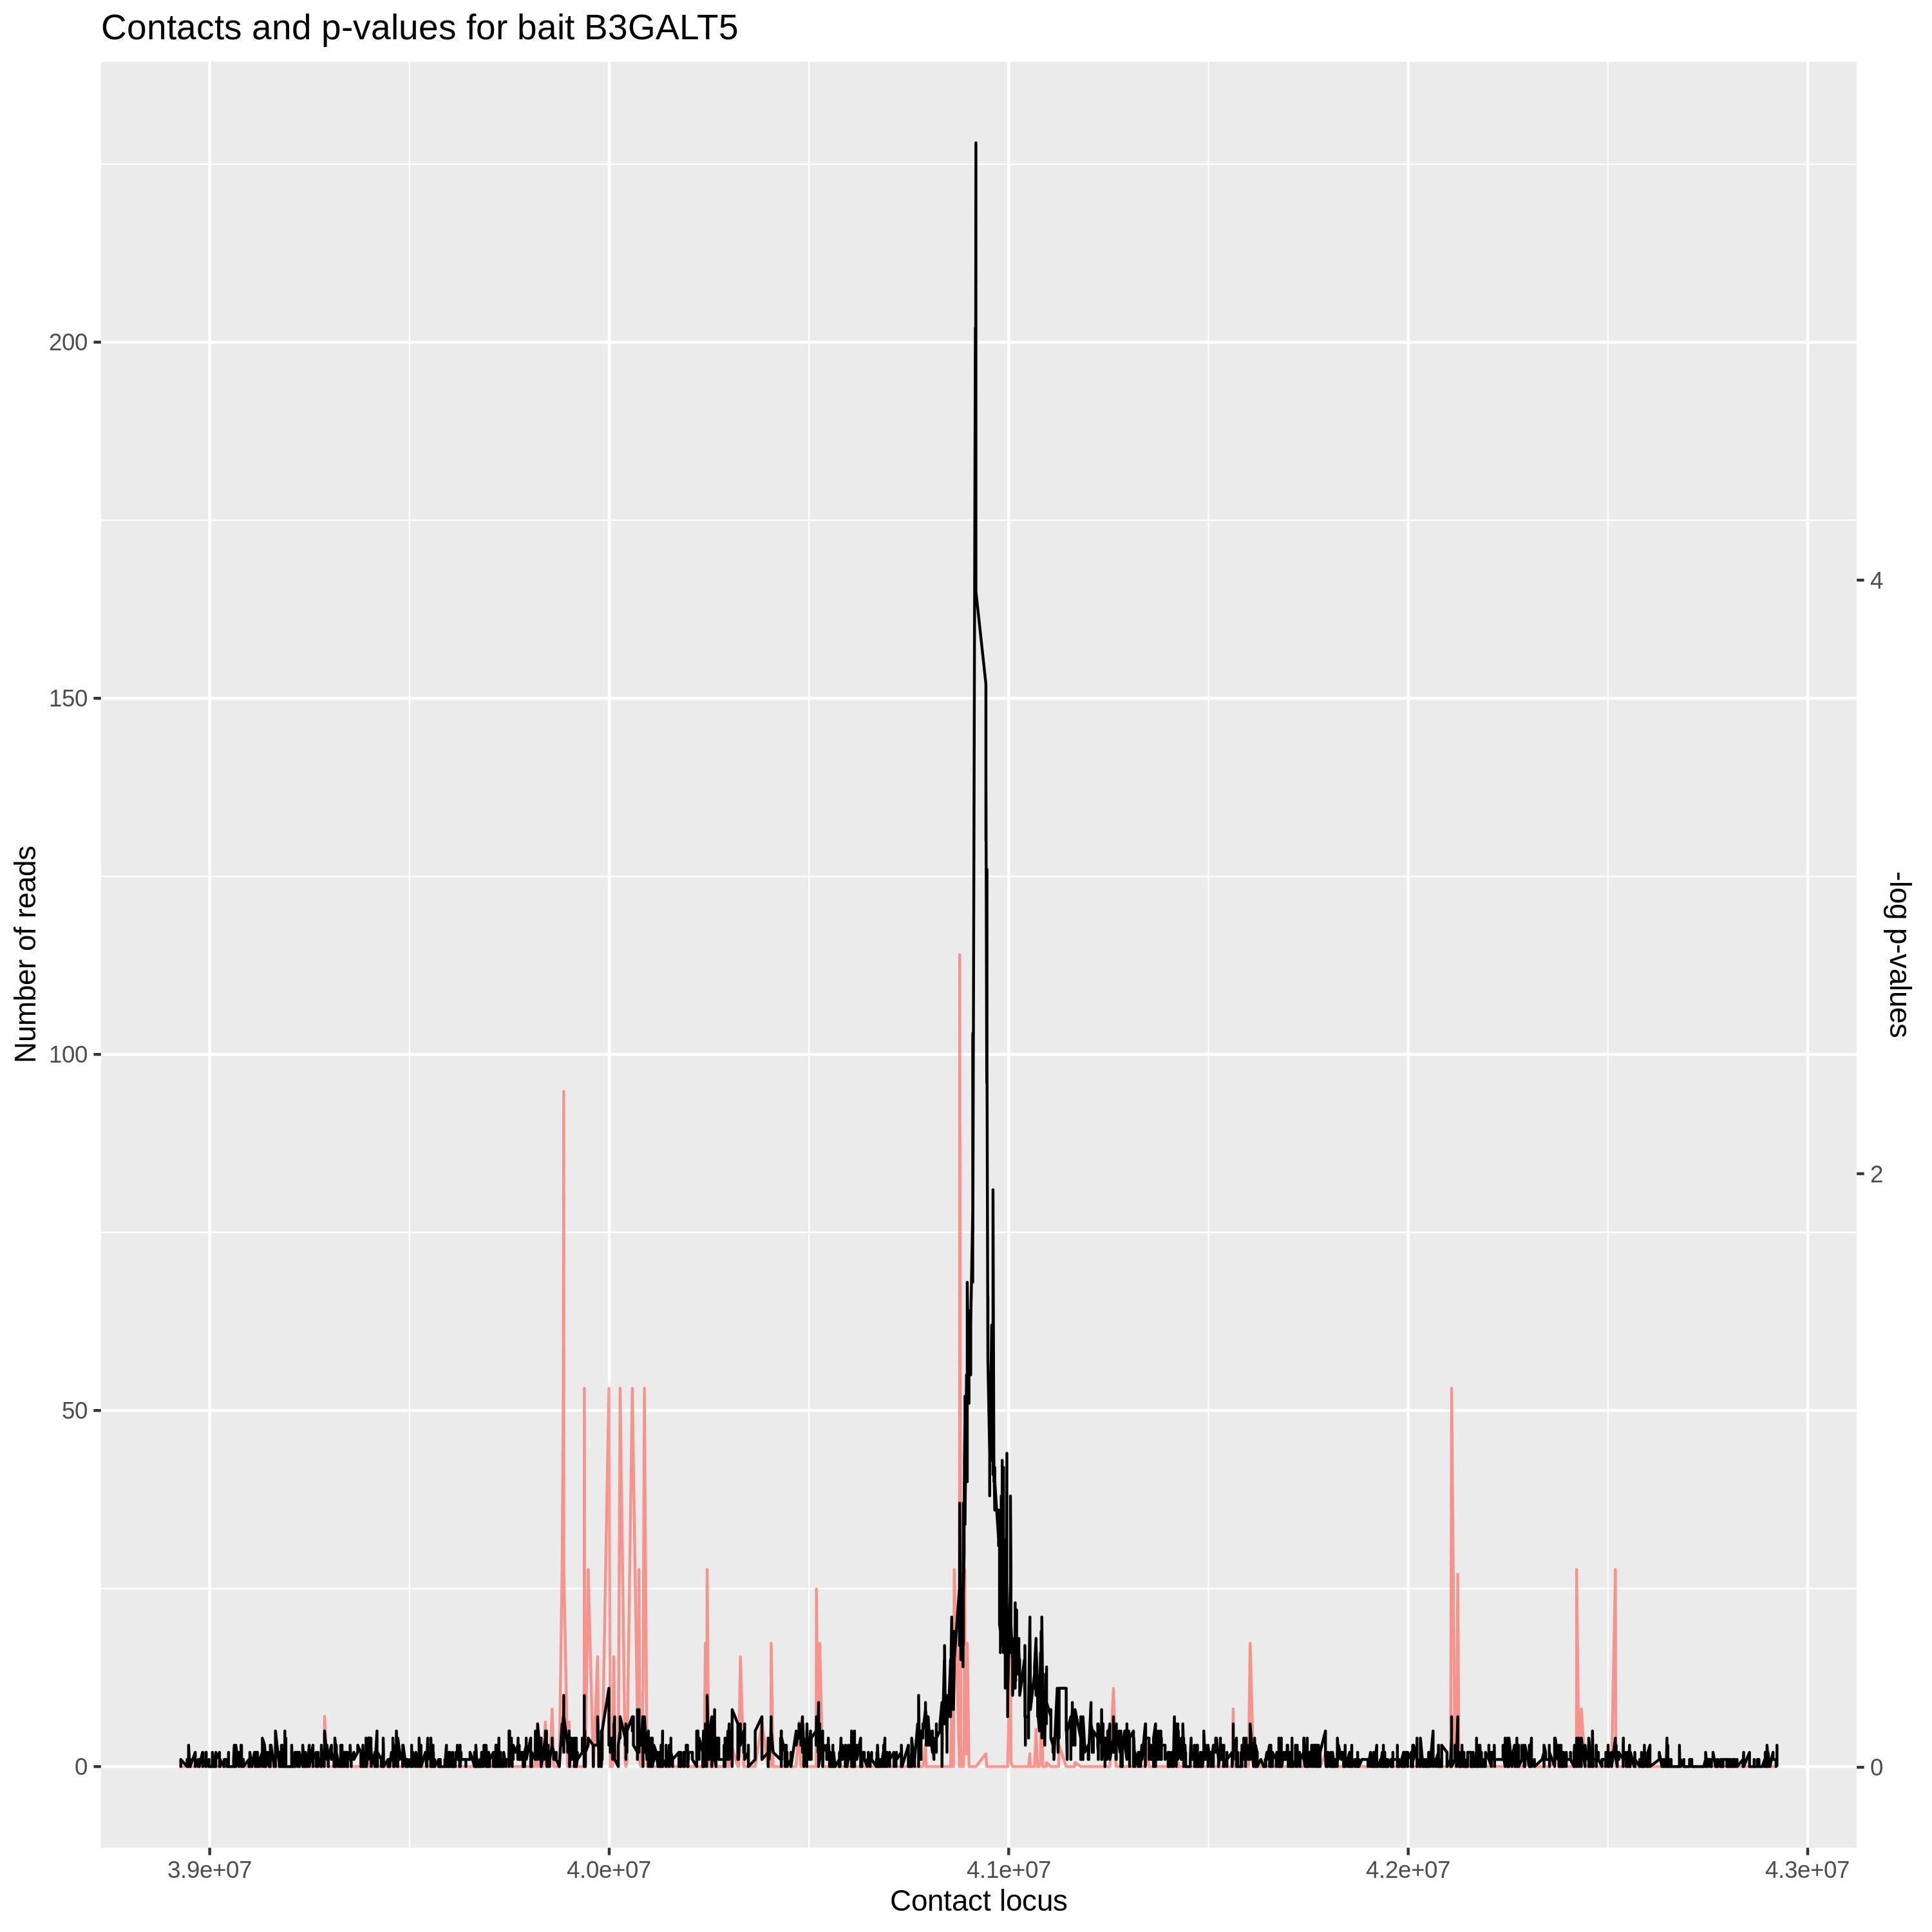 Contacts and p-values for bait B3GALT5
Number of reads
200
150
100
50
0
4
2
0
-log p-values
3.9e+07 4.0e+07 4.1e+07 4.2e+07 4.3e+07
Contact locus